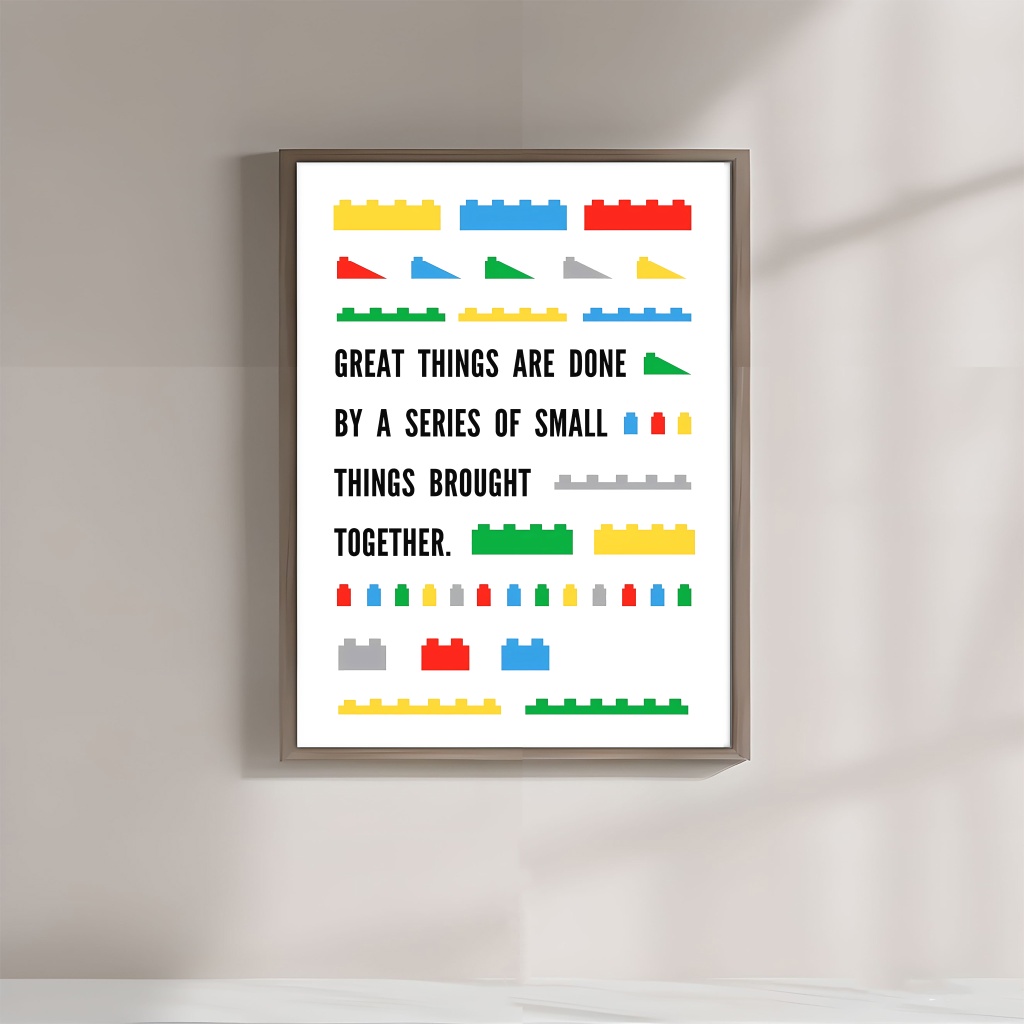 GREAT THINGS ARE DONE
BY A SERIES OF SMALL
THINGS BROUGHT
TOGETHER.